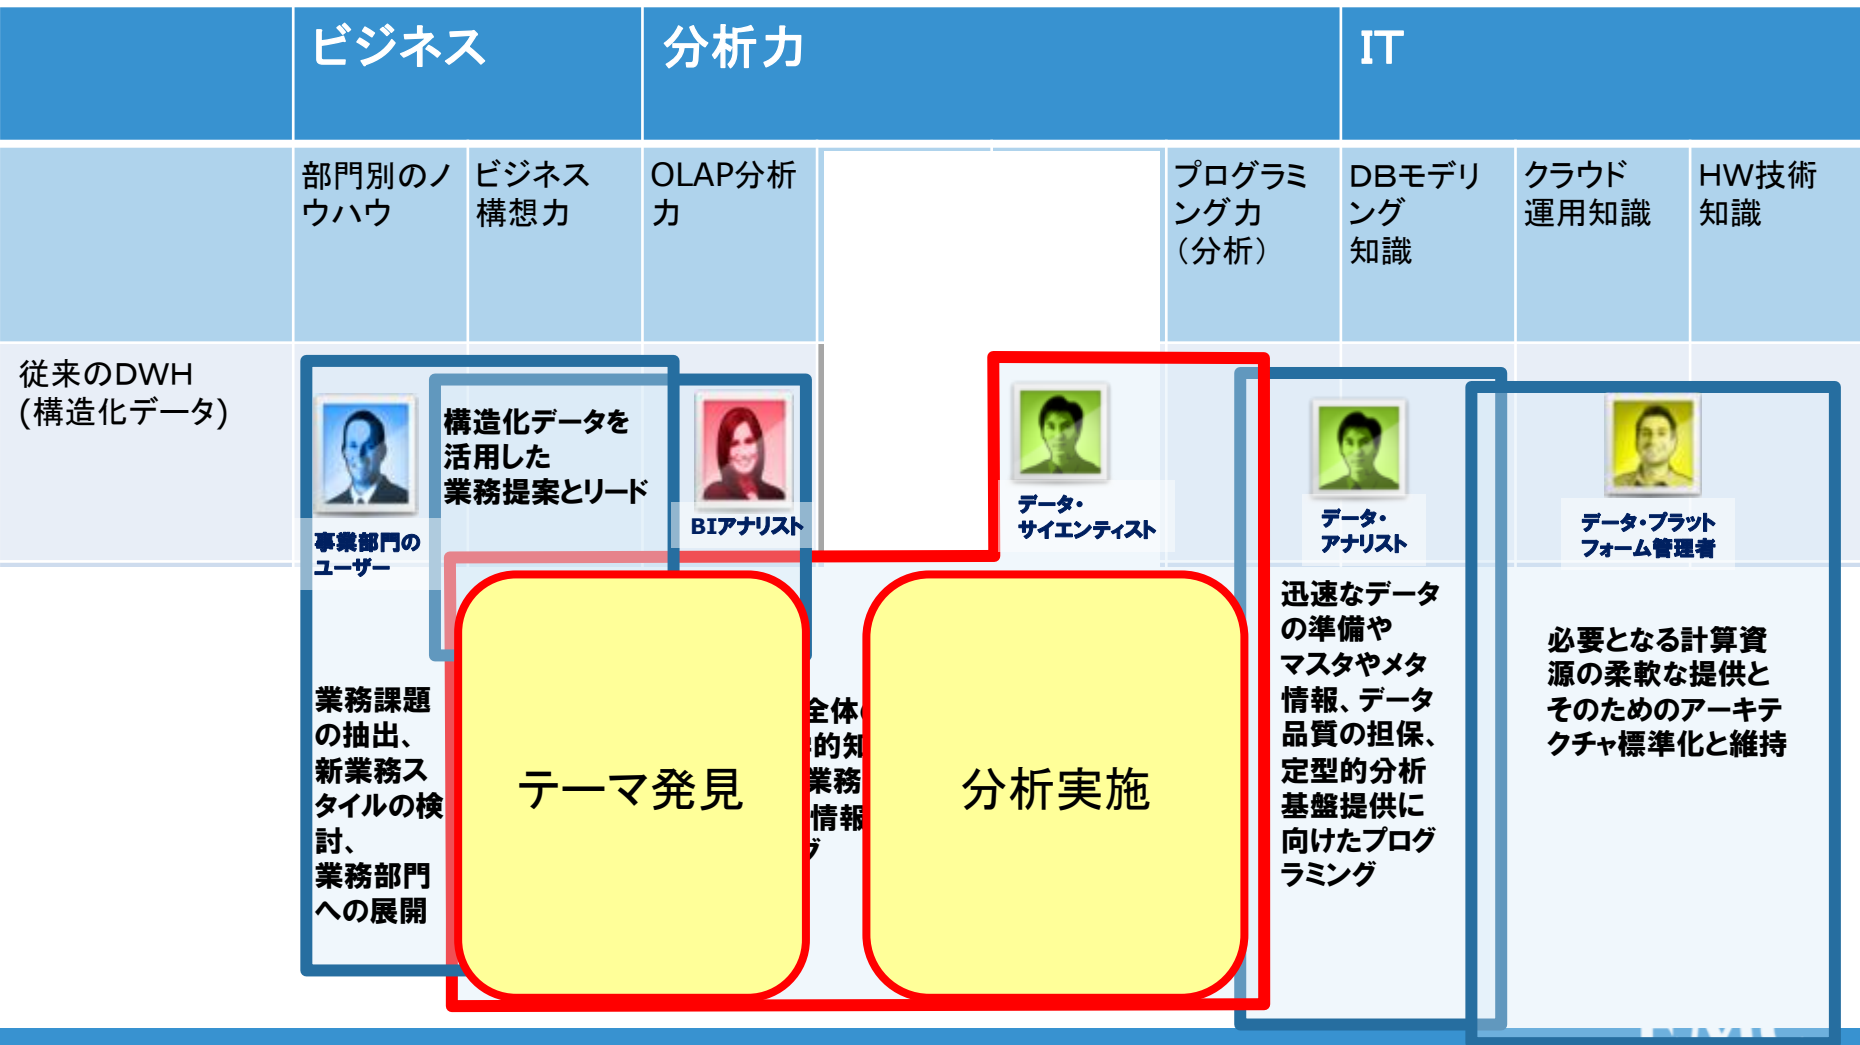 ビジネス
分析力
IT
部門別のノ
ウハウ
ビジネス
構想力
OLAP分析
力
プログラミ
ング力
（分析）
DBモデリ
ング
知識
クラウド
運用知識
HW技術
知識
従来のDWH
(構造化データ)
事業部門の
ユーザー
構造化データを
活用した
業務提案とリード
BIアナリスト
データ・
サイエンティスト
データ・
アナリスト
データ・プラット
フォーム管理者
業務課題
の抽出、
新業務ス
タイルの検
討、
業務部門
への展開
テーマ発見
全体
的知
業務
情報
グ
分析実施
迅速なデータ
の準備や
マスタやメタ
情報、データ
品質の担保、
定型的分析
基盤提供に
向けたプログ
ラミング
必要となる計算資
源の柔軟な提供と
そのためのアーキテ
クチャ標準化と維持